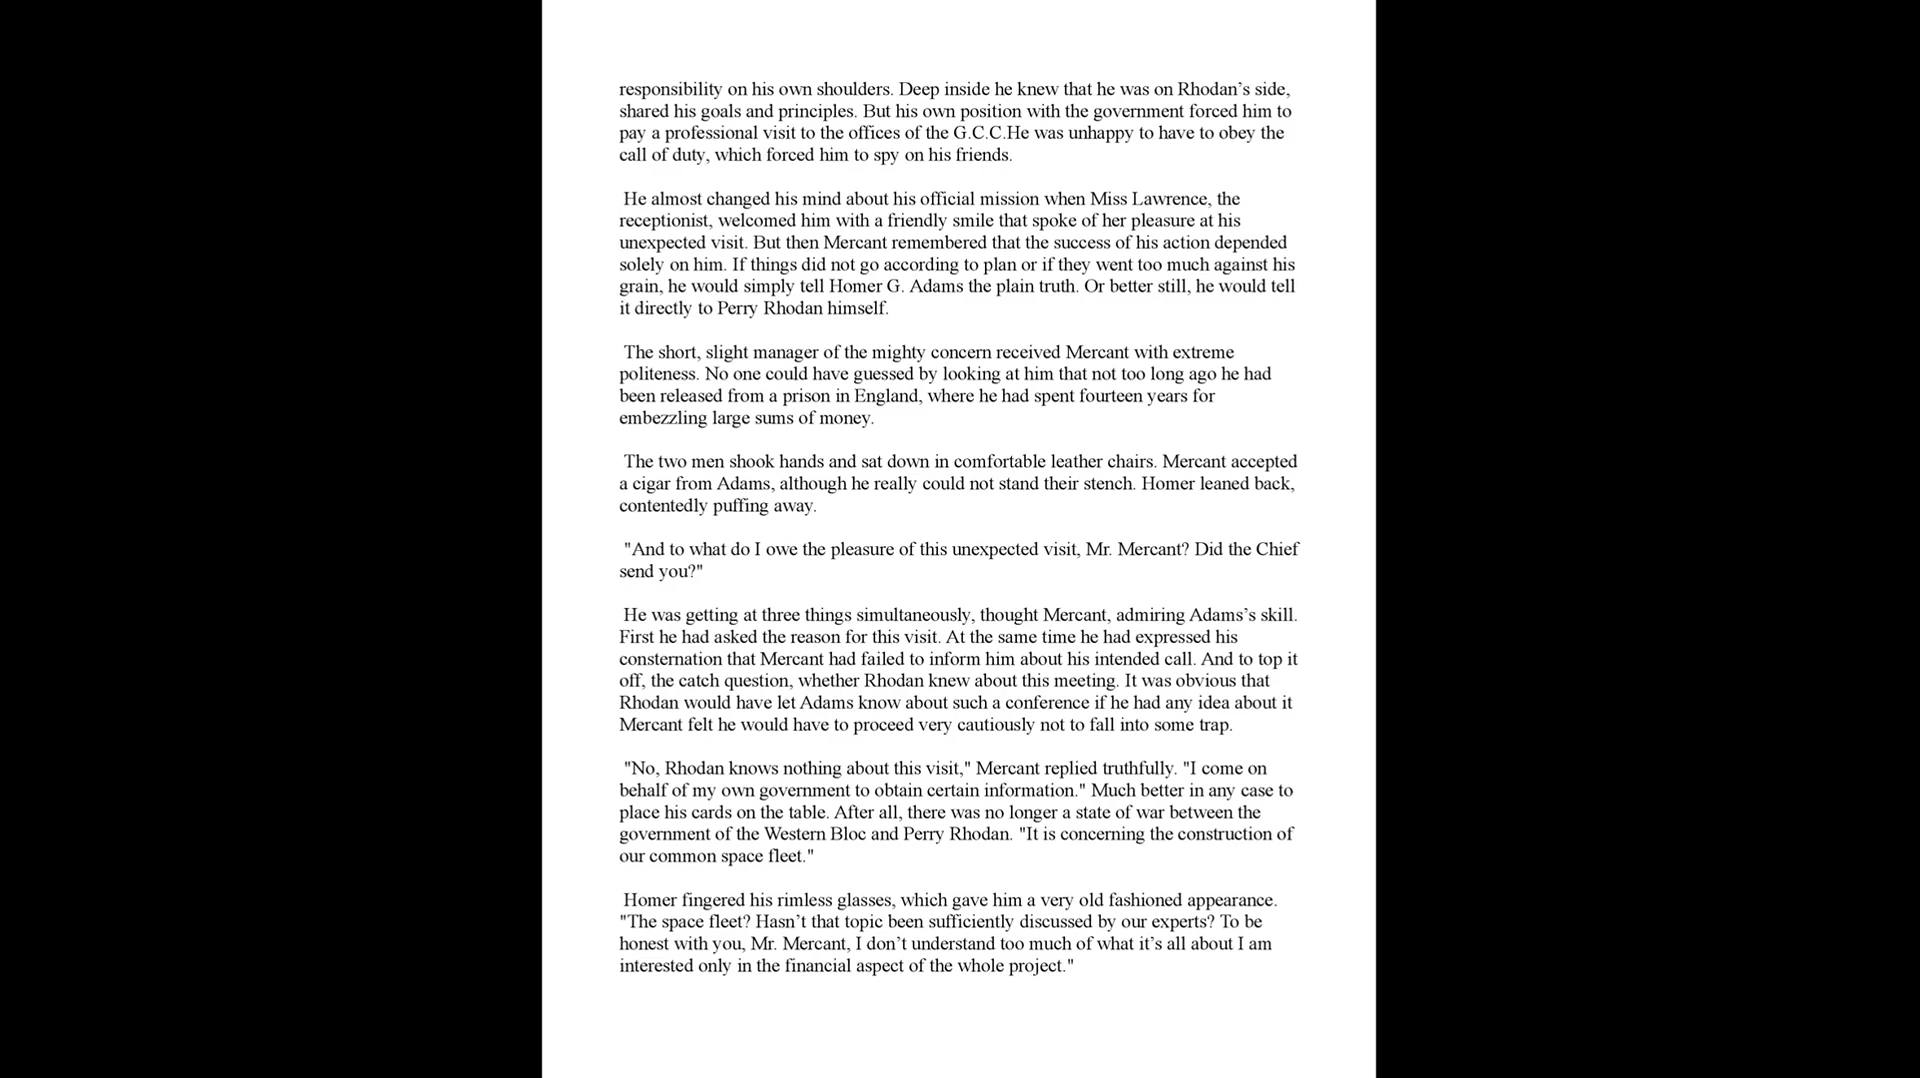 responsibility on his own shoulders. Deep inside he knew that he was on Rhodan’s side,
shared his goals and principles. But his own position with the government forced him to
pay a professional visit to the offices of the G.C.C.He was unhappy to have to obey the
call of duty, which forced him to spy on his friends.
He almost changed his mind about his official mission when Miss Lawrence, the
receptionist, welcomed him with a friendly smile that spoke of her pleasure at his
unexpected visit. But then Mercant remembered that the success of his action depended
solely on him. If things did not go according to plan or if they went too much against his
grain, he would simply tell Homer G. Adams the plain truth. Or better still, he would tell
it directly to Perry Rhodan himself.
The short, slight manager of the mighty concern received Mercant with extreme
politeness. No one could have guessed by looking at him that not too long ago he had
been released from a prison in England, where he had spent fourteen years for
embezzling large sums of money.
The two men shook hands and sat down in comfortable leather chairs. Mercant accepted
a cigar from Adams, although he really could not stand their stench. Homer leaned back,
contentedly puffing away.
"And to what do I owe the pleasure of this unexpected visit, Mr. Mercant? Did the Chief
send you?"
He was getting at three things simultaneously, thought Mercant, admiring Adams’s skill.
First he had asked the reason for this visit. At the same time he had expressed his
consternation that Mercant had failed to inform him about his intended call. And to top it
off, the catch question, whether Rhodan knew about this meeting. It was obvious that
Rhodan would have let Adams know about such a conference if he had any idea about it
Mercant felt he would have to proceed very cautiously not to fall into some trap.
"No, Rhodan knows nothing about this visit," Mercant replied truthfully. "I come on
behalf of my own government to obtain certain information." Much better in any case to
place his cards on the table. After all, there was no longer a state of war between the
government of the Western Bloc and Perry Rhodan. "It is concerning the construction of
our common space fleet."
Homer fingered his rimless glasses, which gave him a very old fashioned appearance.
"The space fleet? Hasn’t that topic been sufficiently discussed by our experts? To be
honest with you, Mr. Mercant, I don’t understand too much of what it’s all about I am
interested only in the financial aspect of the whole project."